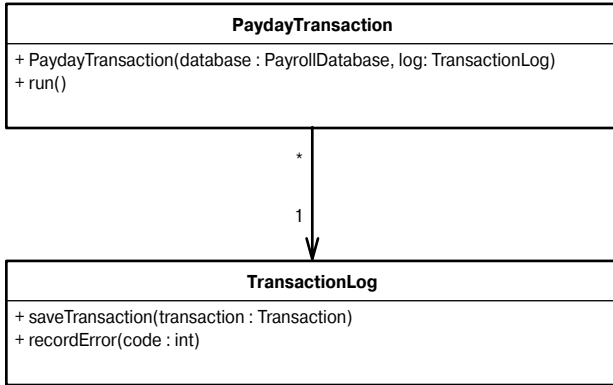 PaydayTransaction
+ PaydayTransaction(database : PayrollDatabase, log: TransactionLog)
+ run()
*
1
TransactionLog
+ saveTransaction(transaction : Transaction)
+ recordError(code : int)